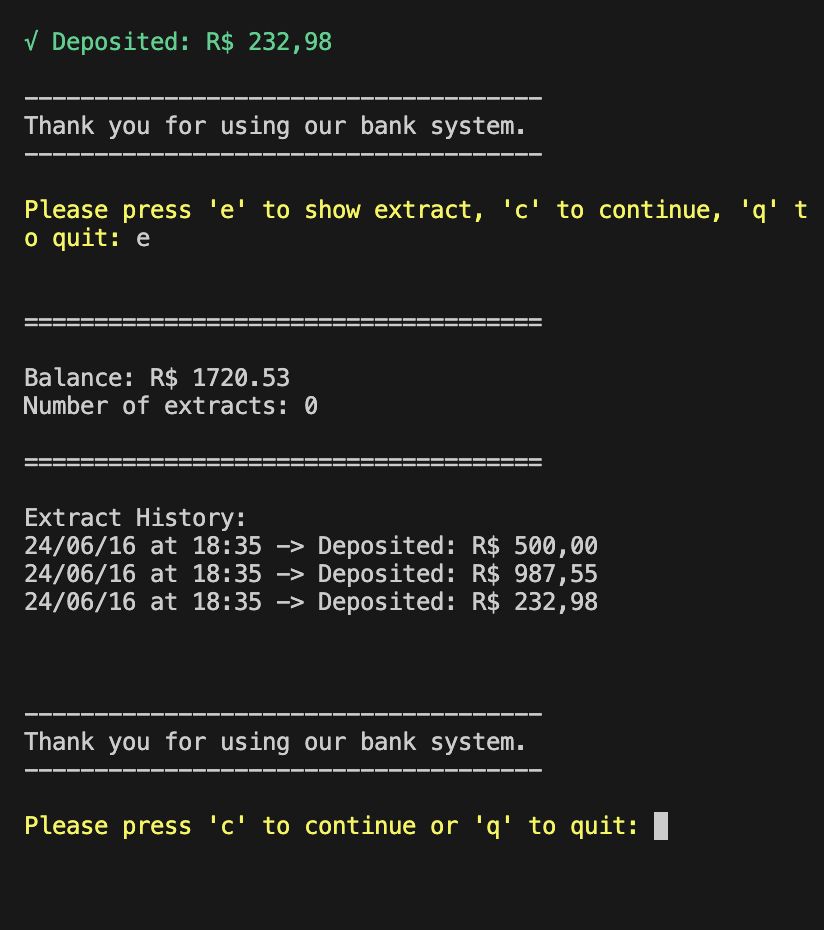 √ Deposited: R$ 232,98
-------------------------------------
Thank you for using our bank system.
-------------------------------------
Please press 'e' to show extract, 'c' to continue, 'q' t
o quit: e
=====================================
Balance: R$ 1720.53
Number of extracts: 0
=====================================
Extract History:
24/06/16 at 18:35 -> Deposited: R$ 500,00
24/06/16 at 18:35 -> Deposited: R$ 987,55
24/06/16 at 18:35 -> Deposited: R$ 232,98
-------------------------------------
Thank you for using our bank system.
-------------------------------------
Please press 'c' to continue or 'q' to quit: